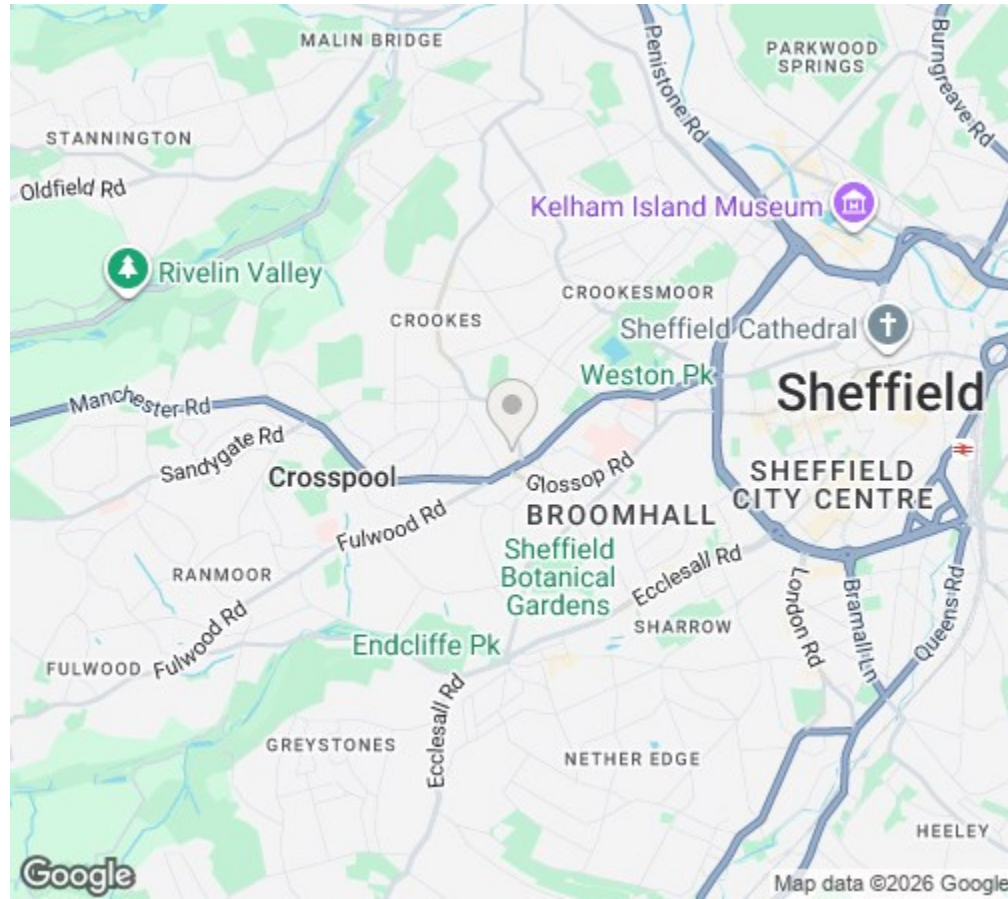 MALIN BRIDGE
Penistone Rd
PARKWOOD
SPRINGS
Burngreave Rd
STANNINGTON
Oldfield Rd
Kelham Island Museum
Rivelin Valley
CROOKESMOOR
CROOKES
Sheffield Cathedral
Weston Pk
Sheffield
Manchester Rd
Sandygate Rd
Crosspool
Glossop Rd
SHEFFIELD
CITY CENTRE
BROOMHALL
Fulwood Rd
Sheffield
Botanical
Gardens
Ecclesall Rd
RANMOOR
London Rd
Bramall Ln
Queens Rd
SHARROW
Fulwood Rd
Endcliffe Pk
FULWOOD
Ecclesall Rd
GREYSTONES
NETHER EDGE
HEELEY
Google
Map data ©2026 Google